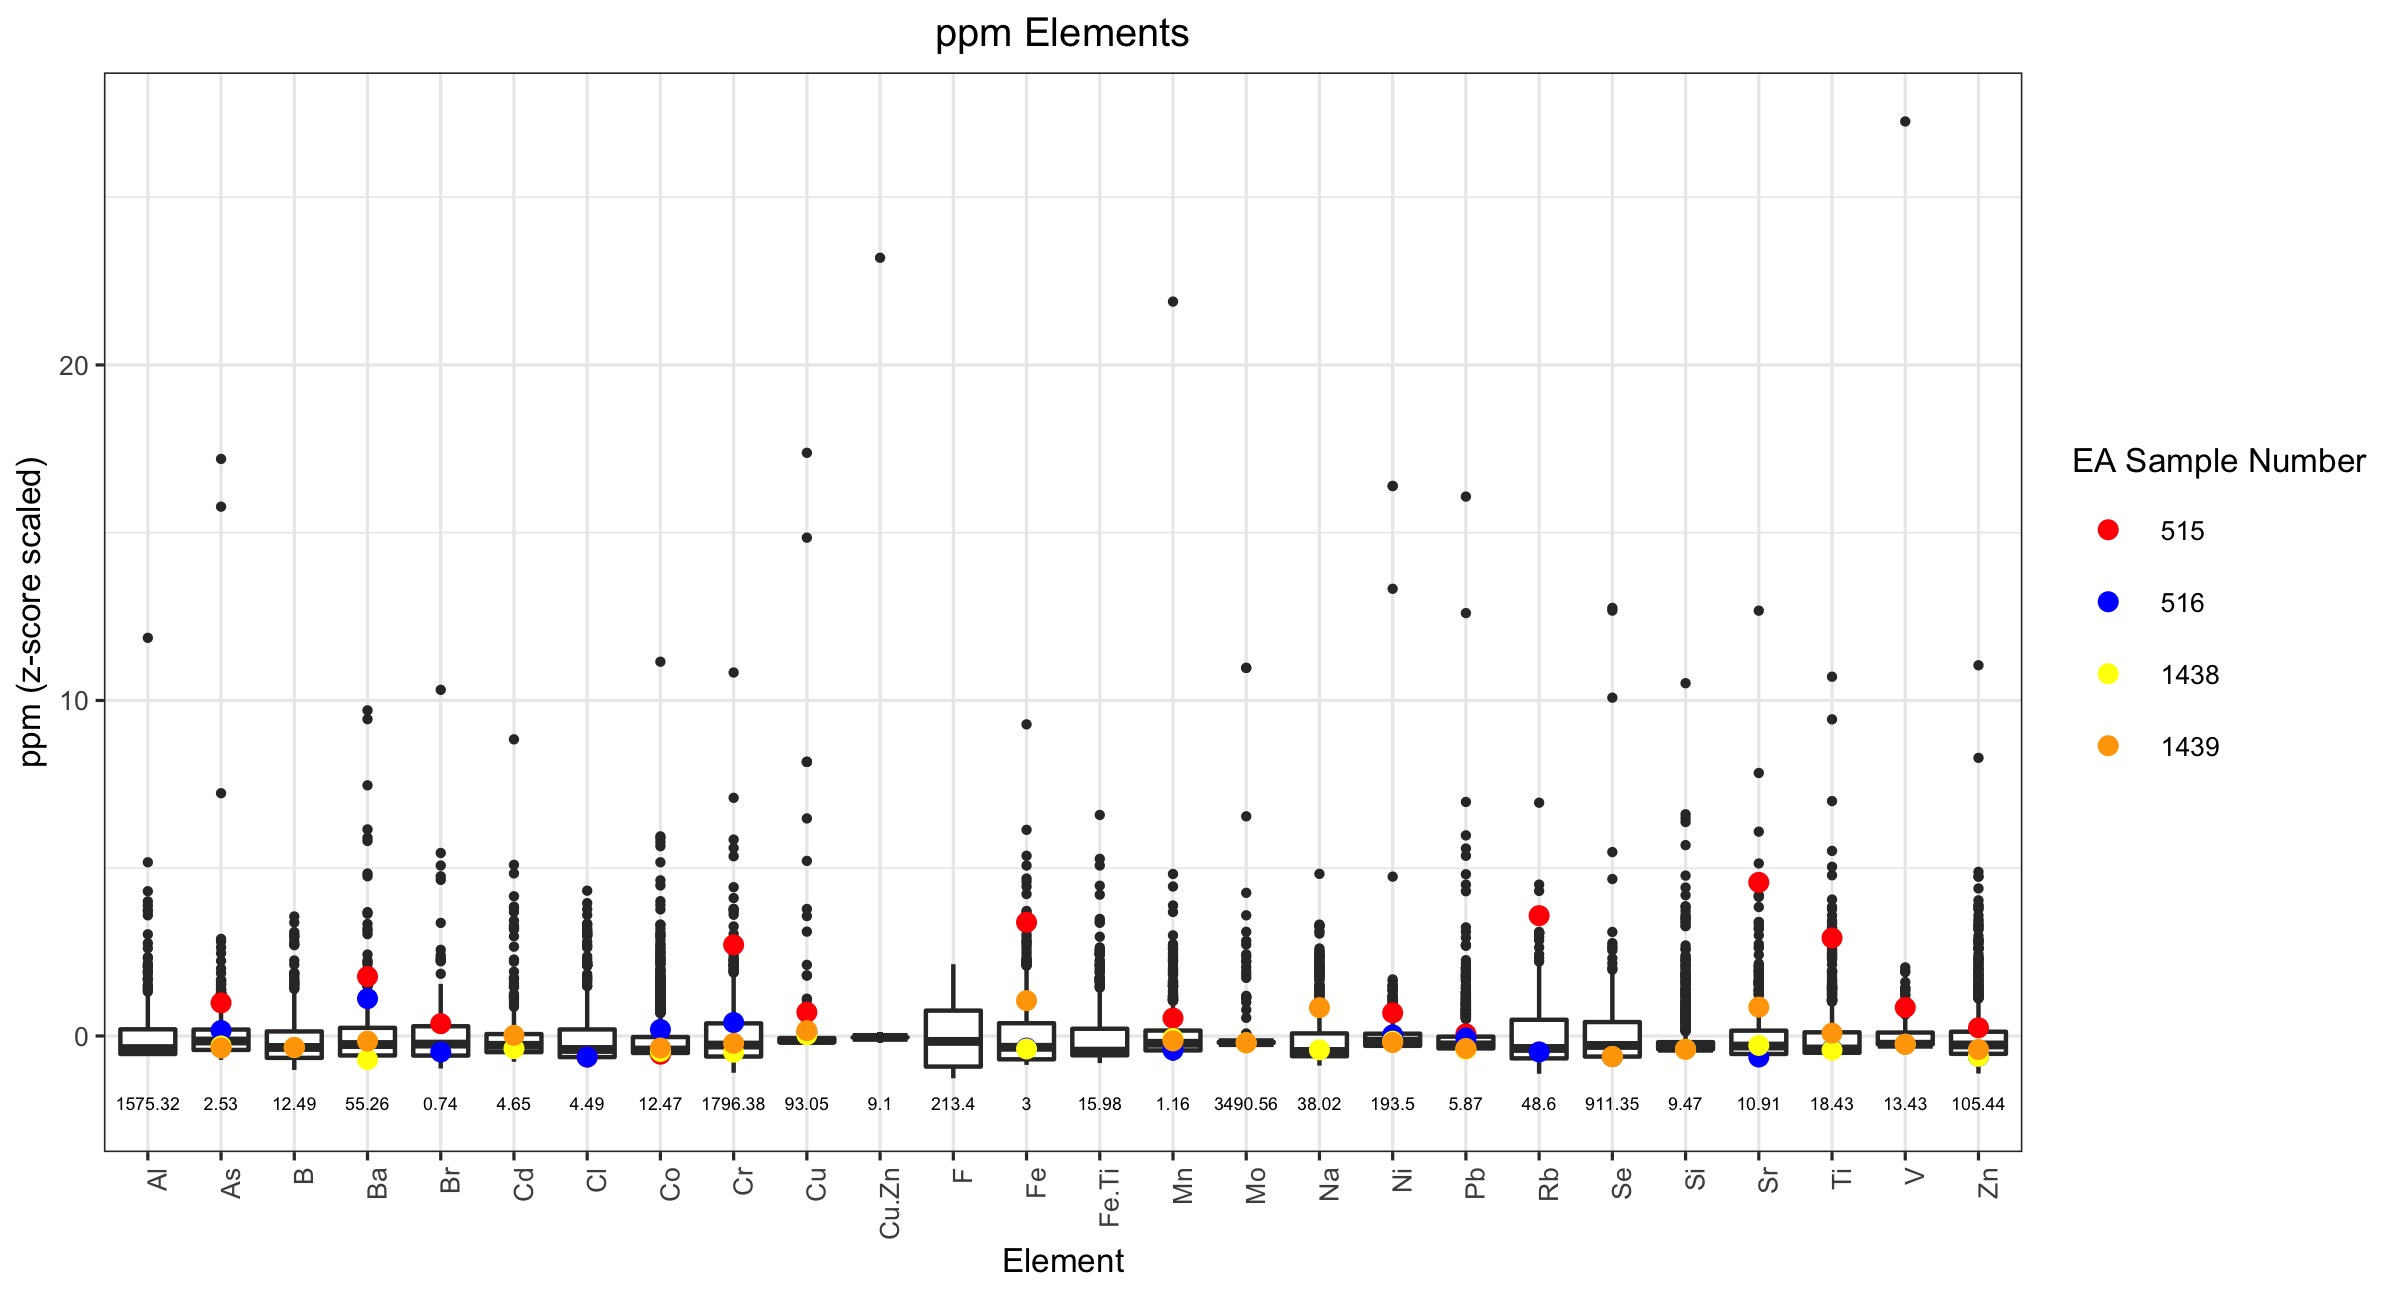 ppm Elements
ppm (z-score scaled)
20
10
0
1575.32 2.53 12.49 55.26 0.74 4.65 4.49 12.47 1796.38 93.05 9.1 213.4 3 15.98 1.16 3490.56 38.02 193.5 5.87 48.6 911.35 9.47 10.91 18.43 13.43 105.44
Al As B Ba Br Cd Cl Co Cr Cu Cu.Zn F Fe Fe.Ti Mn Mo Na Ni Pb Rb Se Si Sr Ti V Zn
Element
EA Sample Number
515
516
1438
1439